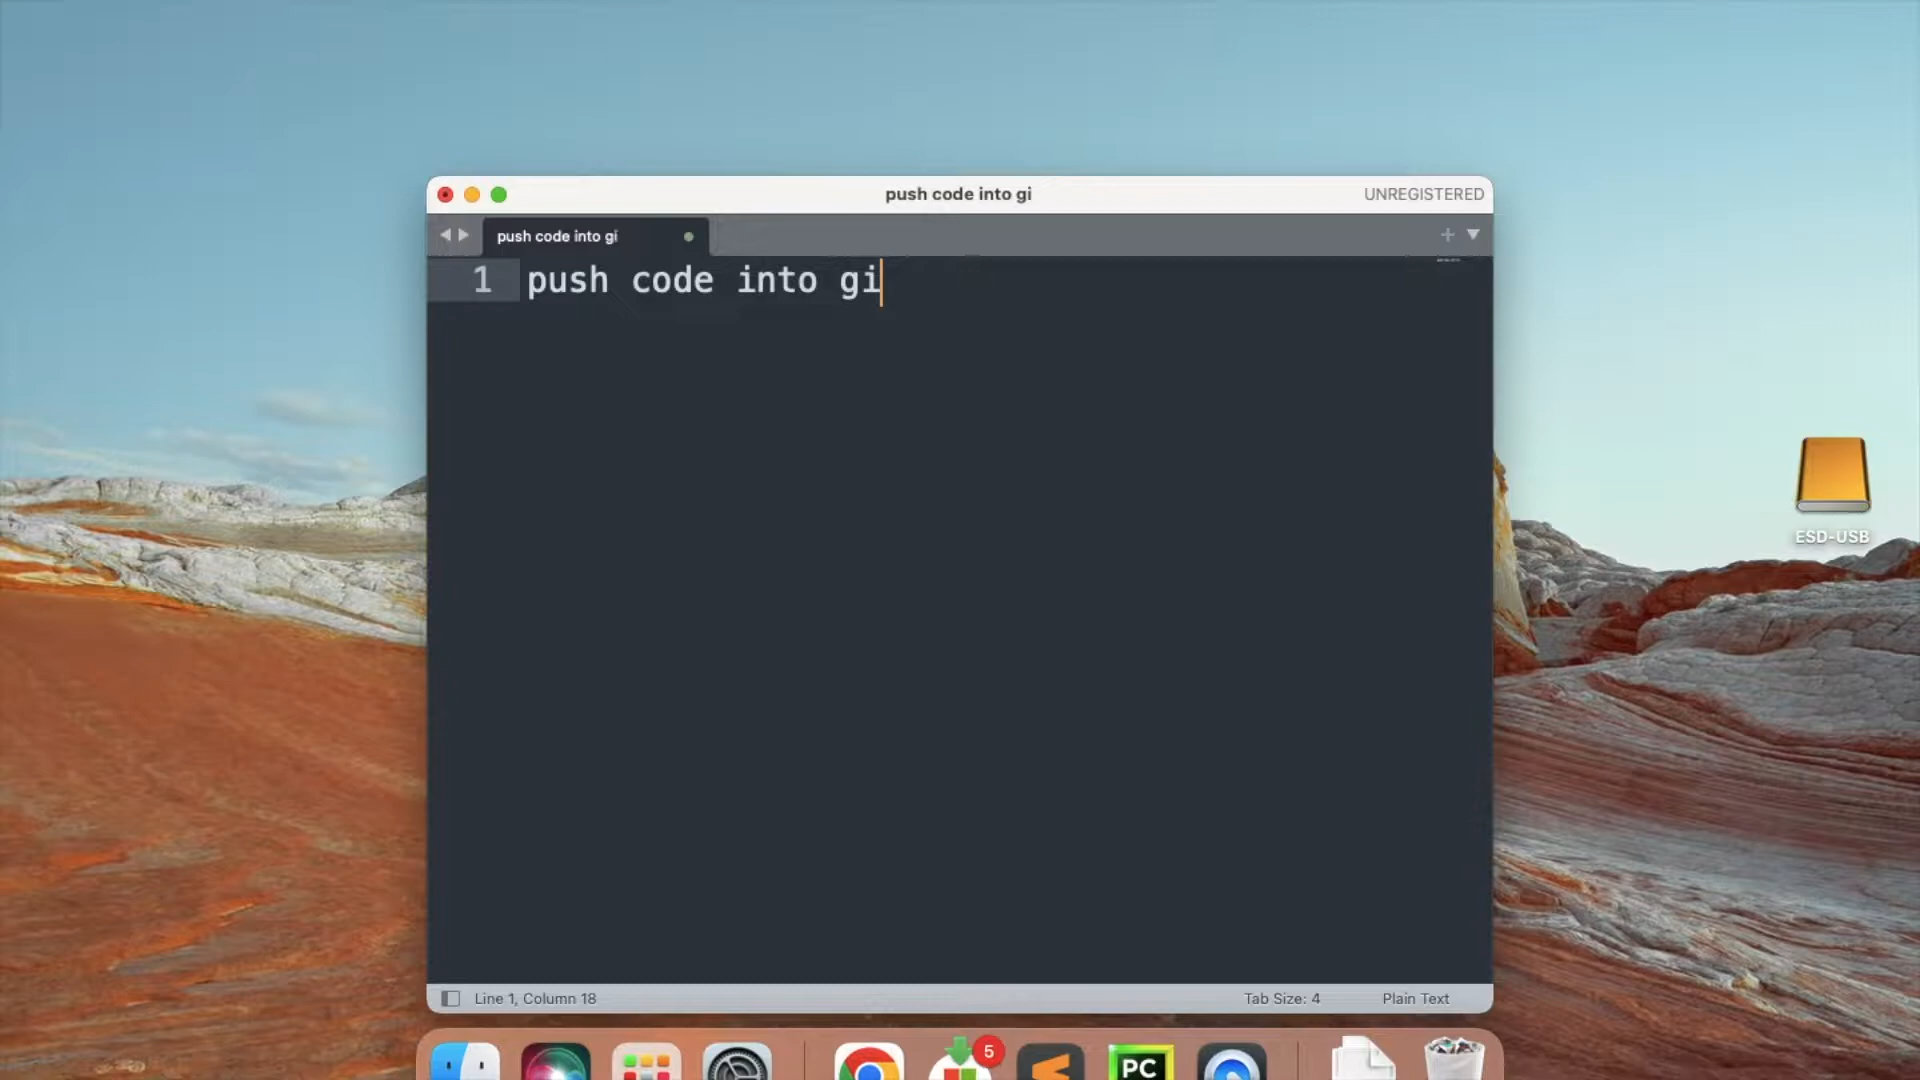 push code into gi
UNREGISTERED
push code into gi
1 push code into gi
ESD-USB
Line 1, Column 18
Tab Size: 4
Plain Text
5
PC